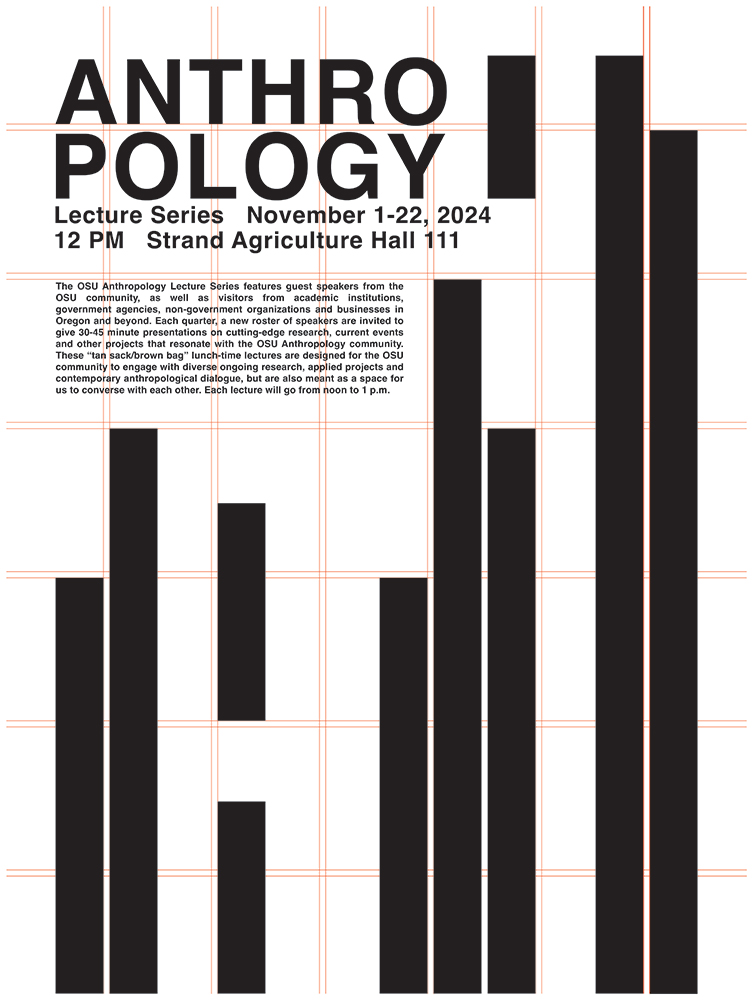 ANTHRO
POLOGY
Lecture Series November 1-22, 2024
12 PM Strand Agriculture Hall 111
The OSU Anthropology Lecture Series features guest speakers from the
OSU community, as well as visitors from academic institutions,
government agencies, non-government organizations and businesses in
Oregon and beyond. Each quarter, a new roster of speakers are invited to
give 30-45 minute presentations on cutting-edge research, current events
and other projects that resonate with the OSU Anthropology community.
These “tan sack/brown bag” lunch-time lectures are designed for the OSU
community to engage with diverse ongoing research, applied projects and
contemporary anthropological dialogue, but are also meant as a space for
us to converse with each other. Each lecture will go from noon to 1 p.m.